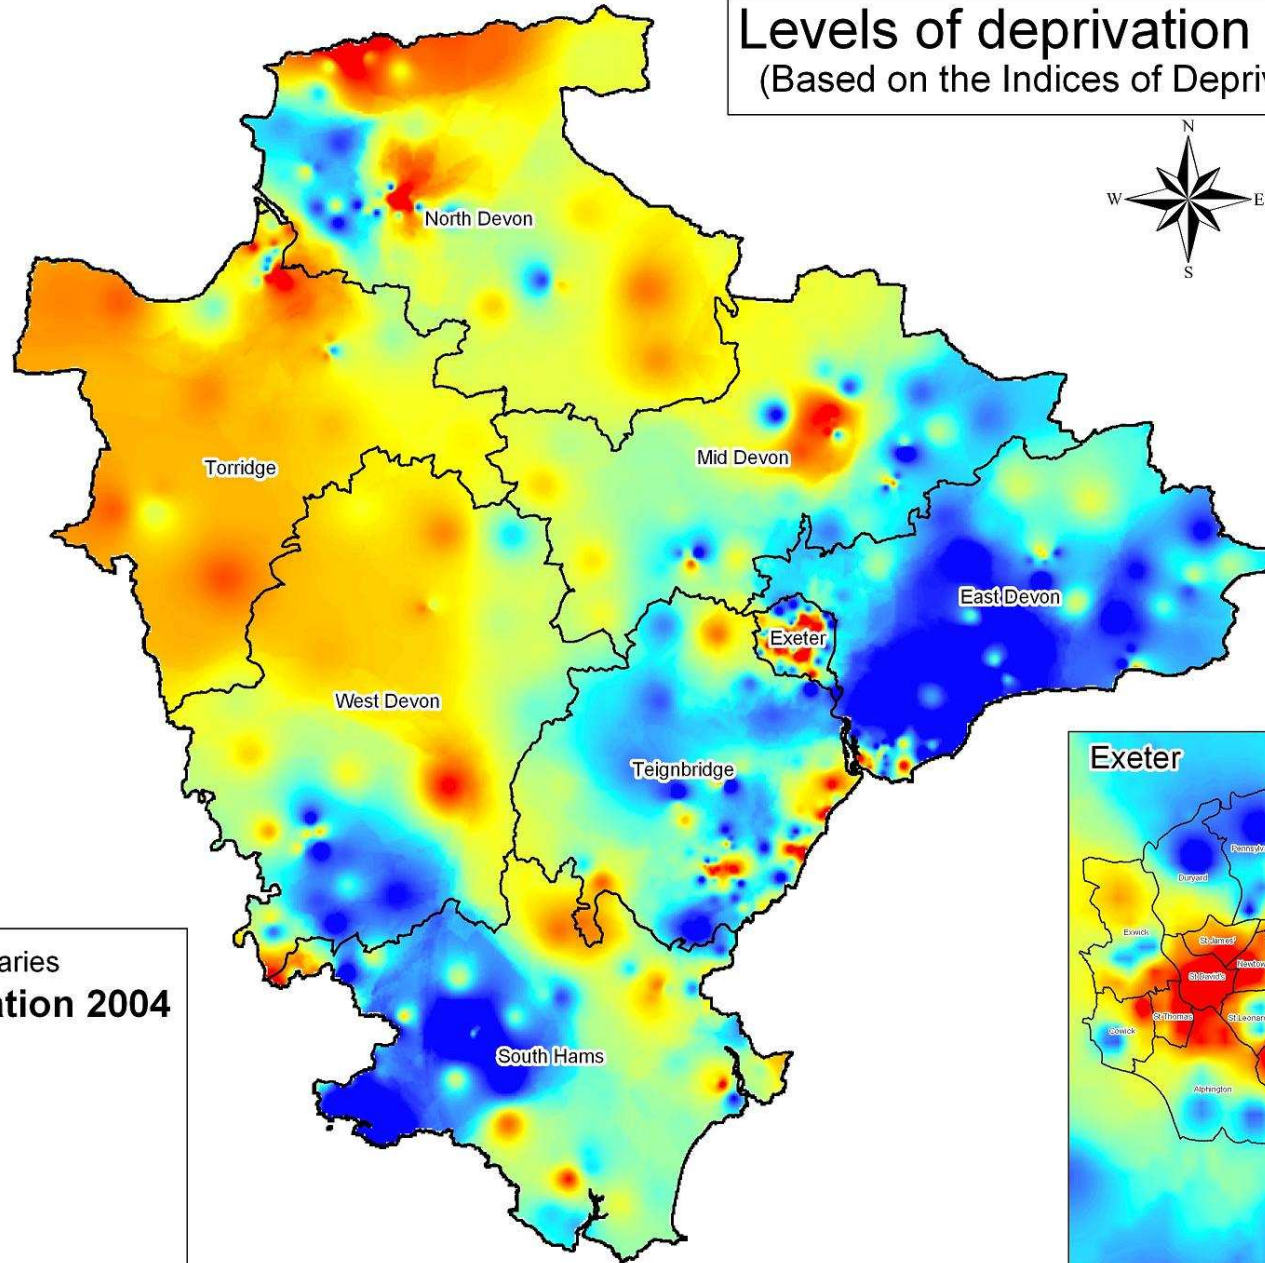 Levels of deprivation
(Based on the Indices of Depriv
N
W
E
S
North Devon
Torridge
Mid Devon
East Devon
Exeter
West Devon
Teignbridge
South Hams
aries
ation 2004
Exeter
Pennsylv
Duryard
Exwick
St James'
Newtow
St David's
St Thomas
St Leonar
Cowick
Alphington